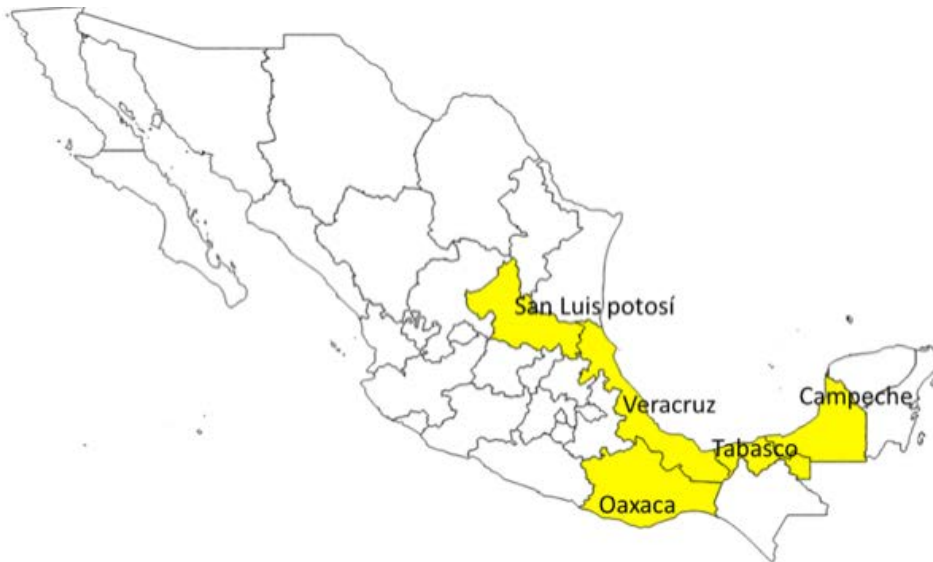 San Luis potosí
Campeche
Veracruz
Tabasco
Oaxaca